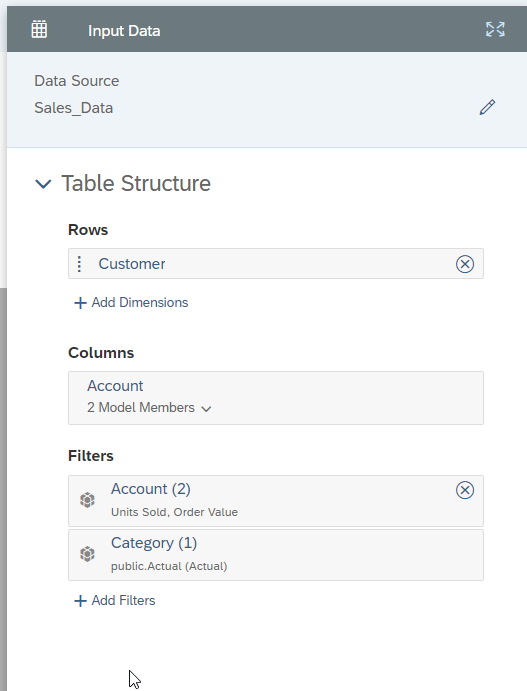 Input Data
Data Source
Sales_Data
Table Structure
Rows
Customer
Add Dimensions
Columns
Account
2 Model Members
Filters
Account (2)
Units Sold, Order Value
Category (1)
public.Actual (Actual)
Add Filters